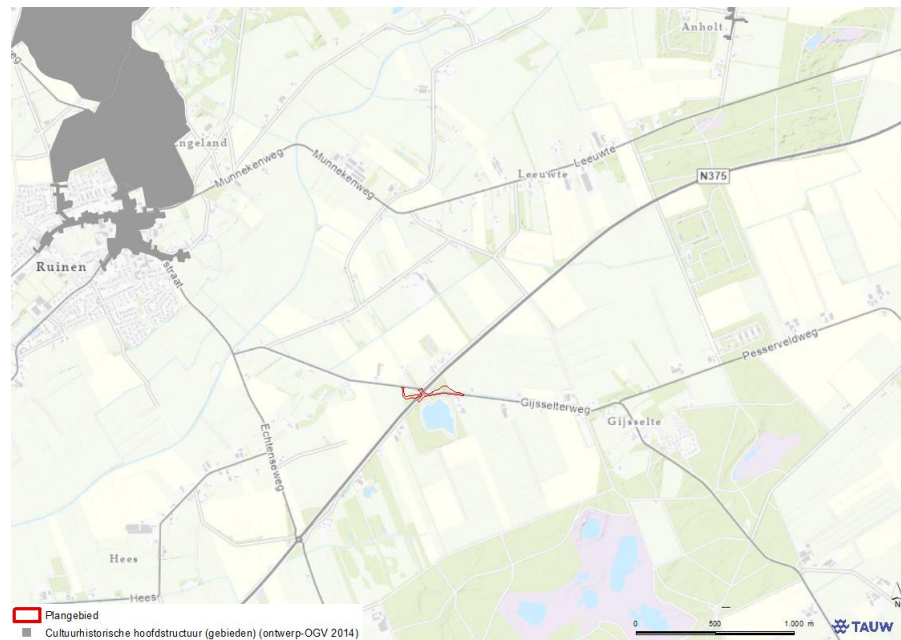 Anholt
Engeland
Munnekenweg
Munnekenweg
Leeuwte
Leeuwte
N375
Ruinen
straat
Pesserveldweg
Gijsselterweg
Gijsselte
Echtenseweg
Hees
Hees
Plangebied
Cultuurhistorische hoofdstructuur (gebieden) (ontwerp-OGV 2014)
0 500 1.000 m
N
TAUW